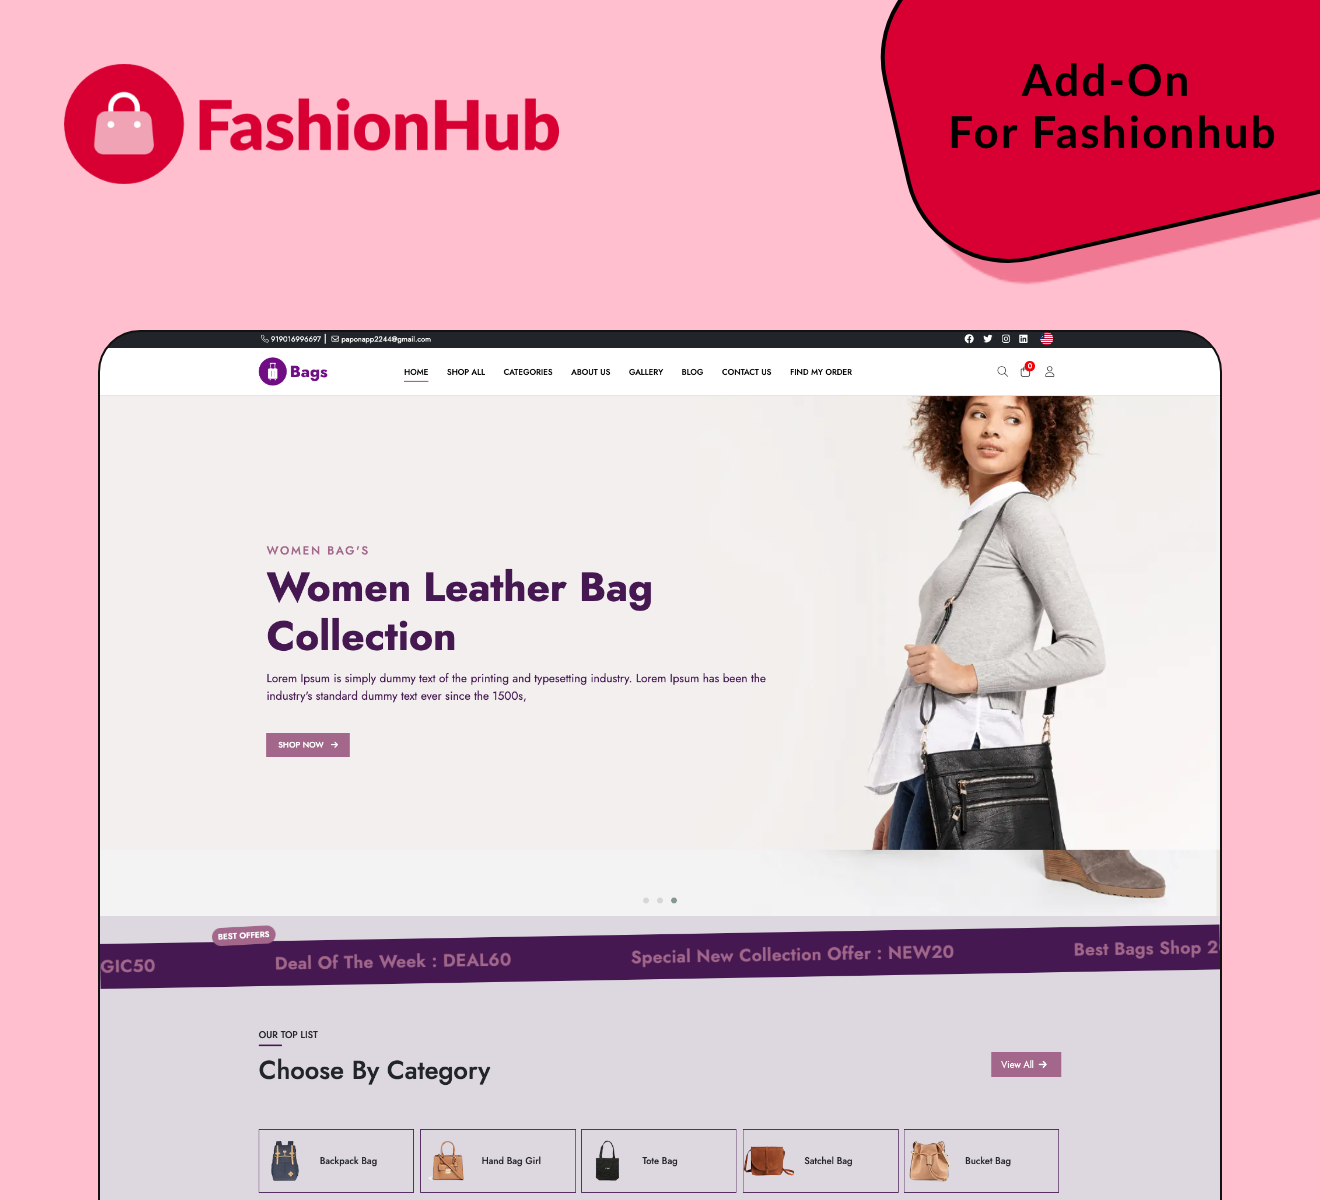 FashionHub
Add-On
For Fashionhub
919016996697 | paponapp2244@gmail.com
Bags
HOME SHOP ALL CATEGORIES ABOUT US GALLERY BLOG CONTACT US FIND MY ORDER
0
WOMEN BAG'S
Women Leather Bag
Collection
Lorem Ipsum is simply dummy text of the printing and typesetting industry. Lorem Ipsum has been the
industry's standard dummy text ever since the 1500s,
SHOP NOW
BEST OFFERS
GIC50 Deal Of The Week : DEAL60 Special New Collection Offer : NEW20 Best Bags Shop 2
OUR TOP LIST
Choose By Category
View All
Backpack Bag Hand Bag Girl Tote Bag Satchel Bag Bucket Bag